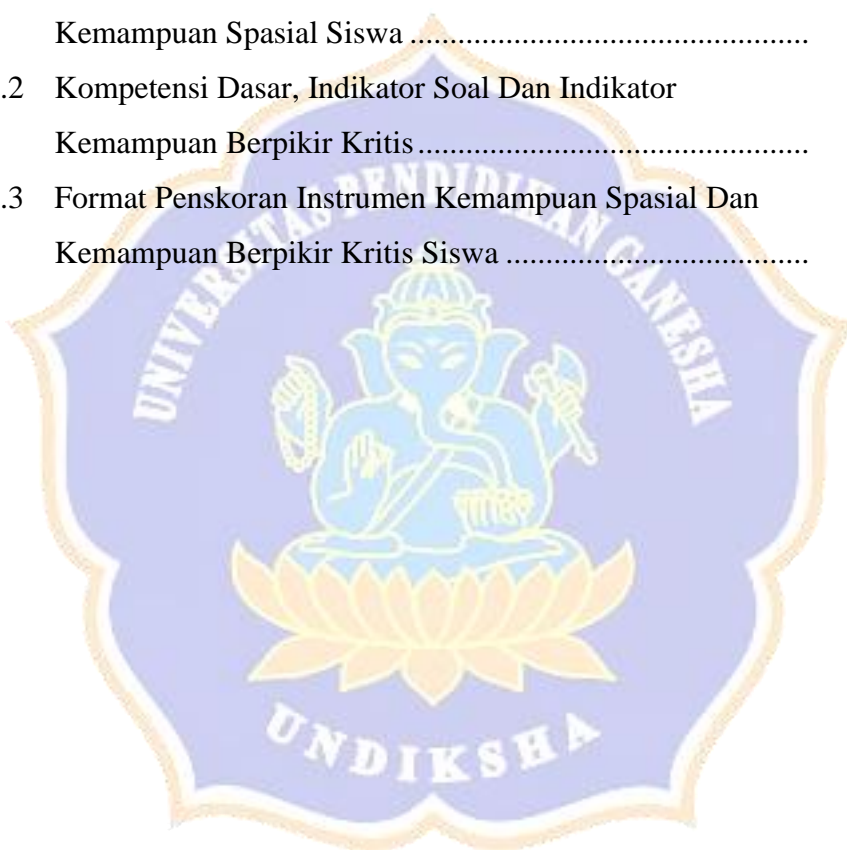 Kemampuan Spasial Siswa ..................................................
.2 Kompetensi Dasar, Indikator Soal Dan Indikator
Kemampuan Berpikir Kritis.................................................
.3 Format Penskoran Instrumen Kemampuan Spasial Dan
Kemampuan Berpikir Kritis Siswa ......................................
UNIVERSITAS PENDIDIKAN GANESHA
UNDIKSHA